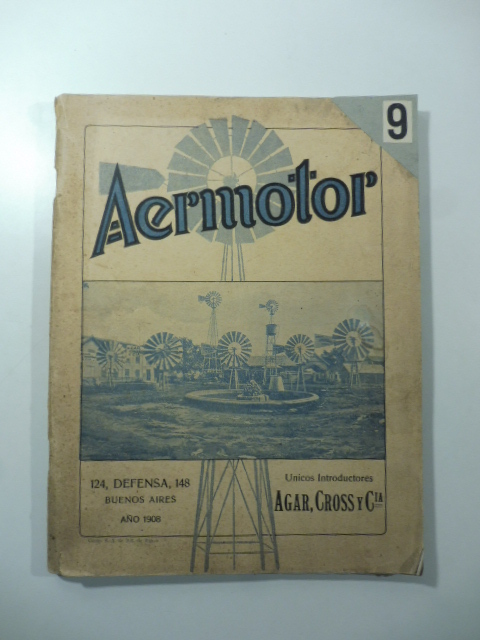 9
Aermotor
124, DEFENSA, 148
BUENOS AIRES
AÑO 1908
Unicos Introductores
AGAR, CROSS Y CIA